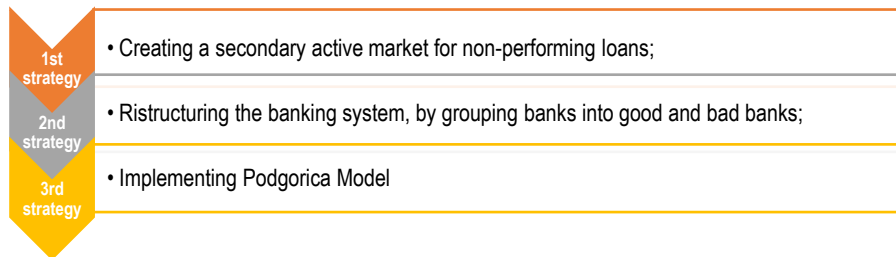 1st
strategy
• Creating a secondary active market for non-performing loans;
2nd
strategy
• Ristructuring the banking system, by grouping banks into good and bad banks;
3rd
strategy
• Implementing Podgorica Model